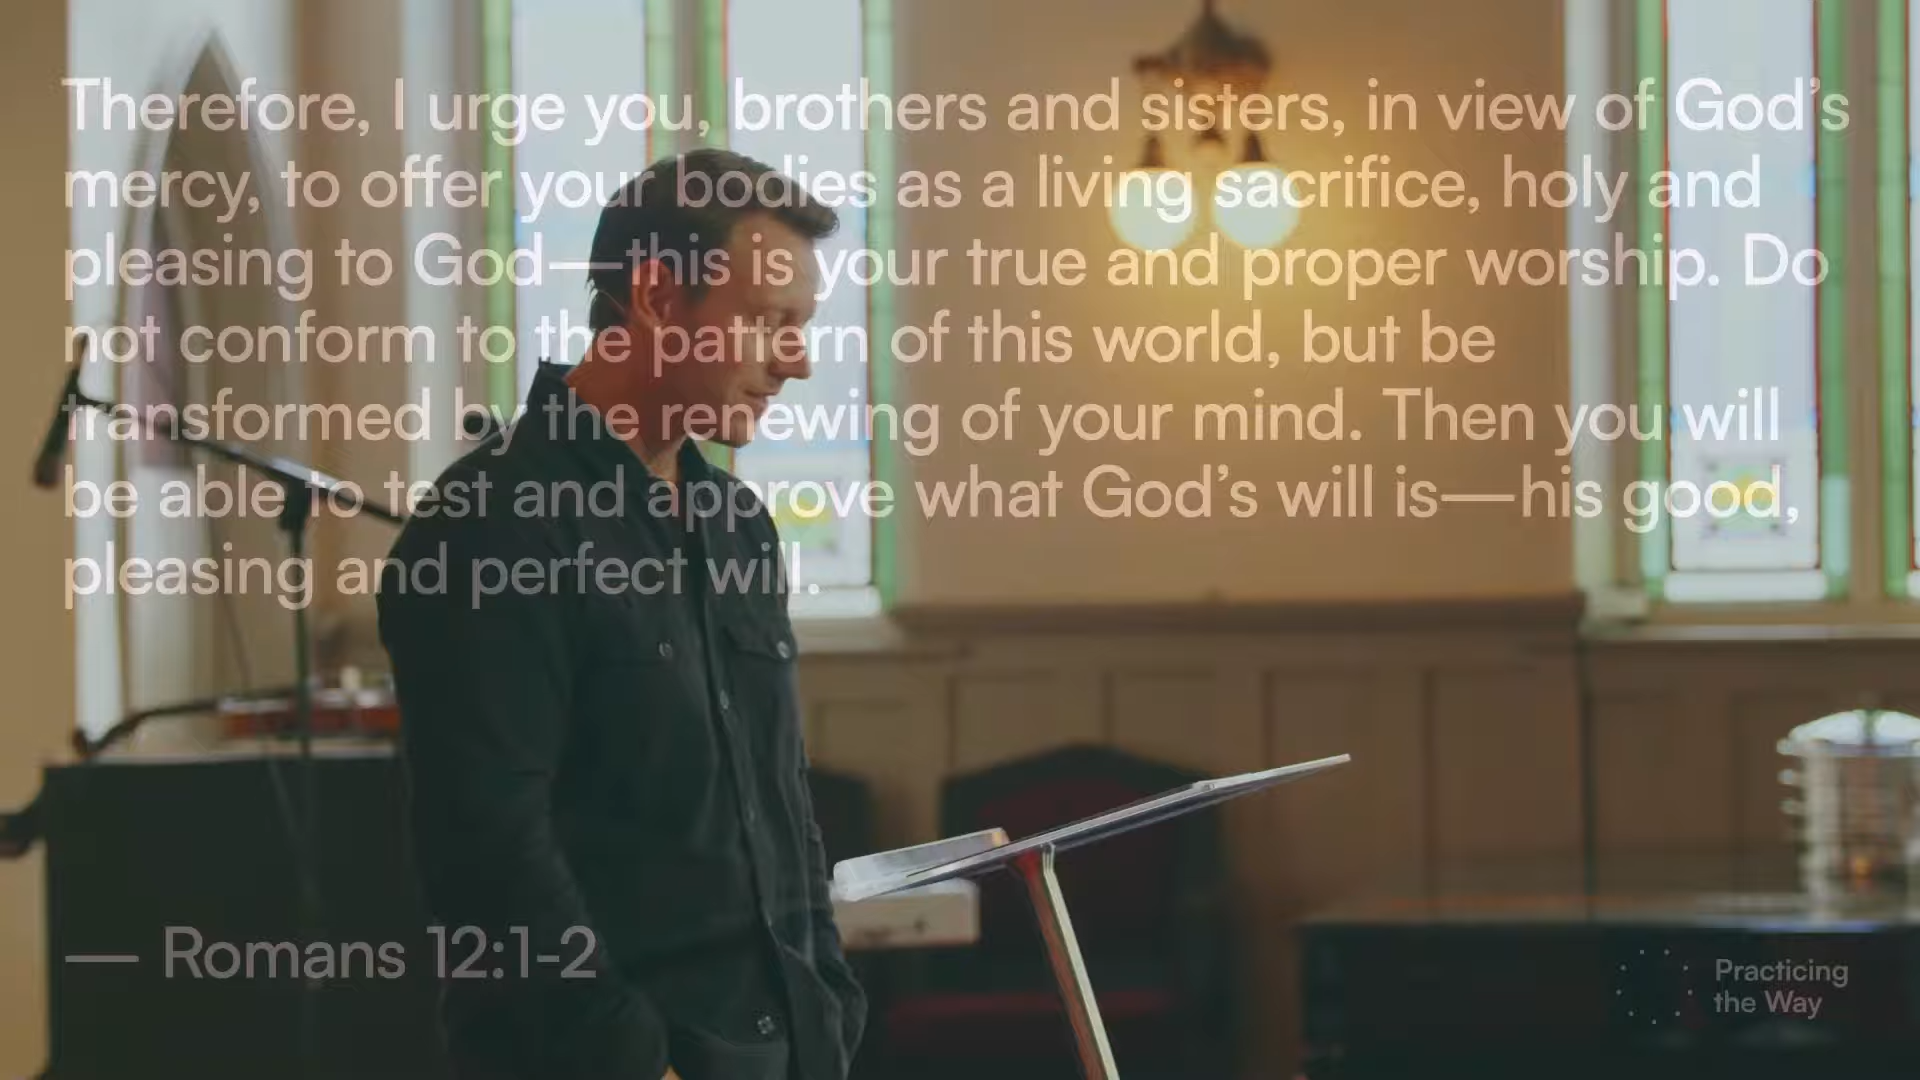 Therefore, I urge you, brothers and sisters, in view of God’s
mercy, to offer your bodies as a living sacrifice, holy and
pleasing to God—this is your true and proper worship. Do
not conform to the pattern of this world, but be
transformed by the renewing of your mind. Then you will
be able to test and approve what God’s will is—his good,
pleasing and perfect will.
— Romans 12:1-2
Practicing
the Way